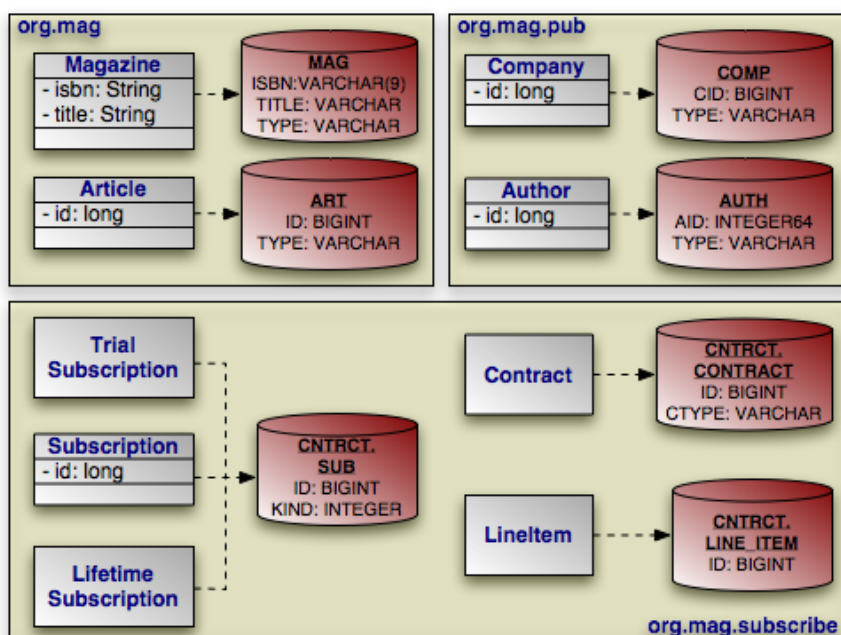 org.mag
Magazine
- isbn: String
- title: String
MAG
ISBN:VARCHAR(9)
TITLE: VARCHAR
TYPE: VARCHAR
Article
- id: long
ART
ID: BIGINT
TYPE: VARCHAR
org.mag.pub
Company
- id: long
COMP
CID: BIGINT
TYPE: VARCHAR
Author
- id: long
AUTH
AID: INTEGER64
TYPE: VARCHAR
Trial
Subscription
Subscription
- id: long
Lifetime
Subscription
CNTRCT.
SUB
ID: BIGINT
KIND: INTEGER
Contract
CNTRCT.
CONTRACT
ID: BIGINT
CTYPE: VARCHAR
LineItem
CNTRCT.
LINE_ITEM
ID: BIGINT
org.mag.subscribe